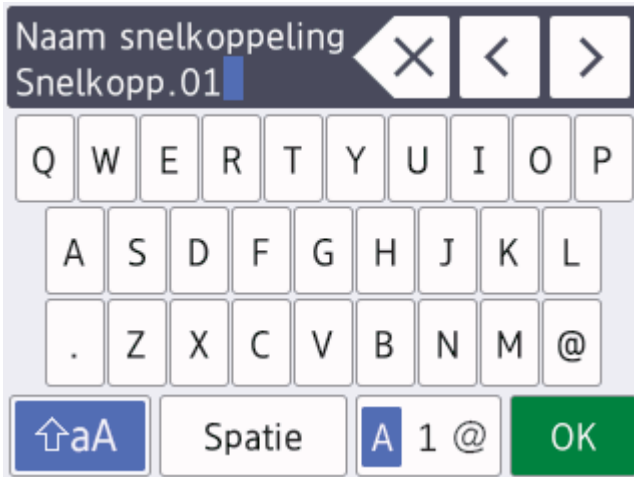 Naam snelkoppeling
Snelkopp.01
Q W E R T Y U I O P
A S D F G H J K L
. Z X C V B N M @
aA Spatie A 1 @ OK